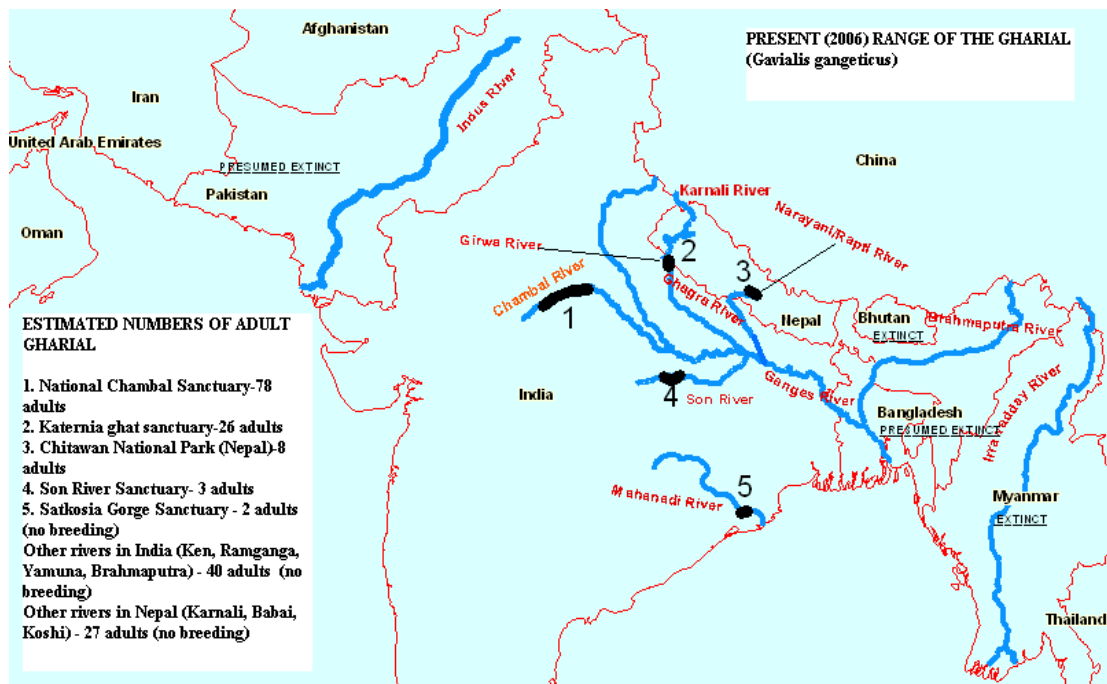 Afghanistan
PRESENT (2006) RANGE OF THE GHARIAL
(Gavialis gangeticus)
Iran
Indus River
United Arab Emirates
PRESUMED EXTINCT
China
Pakistan
Karnali River
Oman
Narayani/Rapti River
Girwa River
2
3
Chambal River
Ghagra River
1
Nepal
Bhutan
EXTINCT
Brahmaputra River
ESTIMATED NUMBERS OF ADULT
GHARIAL
1. National Chambal Sanctuary-78
adults
2. Katernia ghat sanctuary-26 adults
3. Chitawan National Park (Nepal)-8
adults
4. Son River Sanctuary- 3 adults
5. Satkosia Gorge Sanctuary - 2 adults
(no breeding)
Other rivers in India (Ken, Ramganga,
Yamuna, Brahmaputra) - 40 adults (no
breeding)
Other rivers in Nepal (Karnali, Babai,
Koshi) - 27 adults (no breeding)
India
4
Son River
Ganges River
Bangladesh
PRESUMED EXTINCT
Irrawadday River
Mahanadi River
5
Myanmar
EXTINCT
Thailand